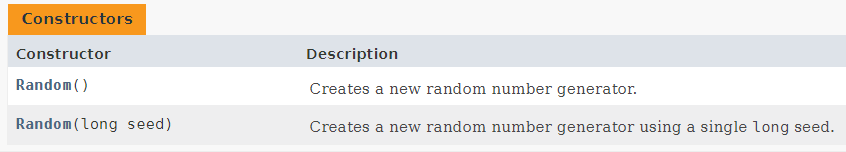 Constructors
Constructor Description
Random() Creates a new random number generator.
Random(long seed) Creates a new random number generator using a single long seed.